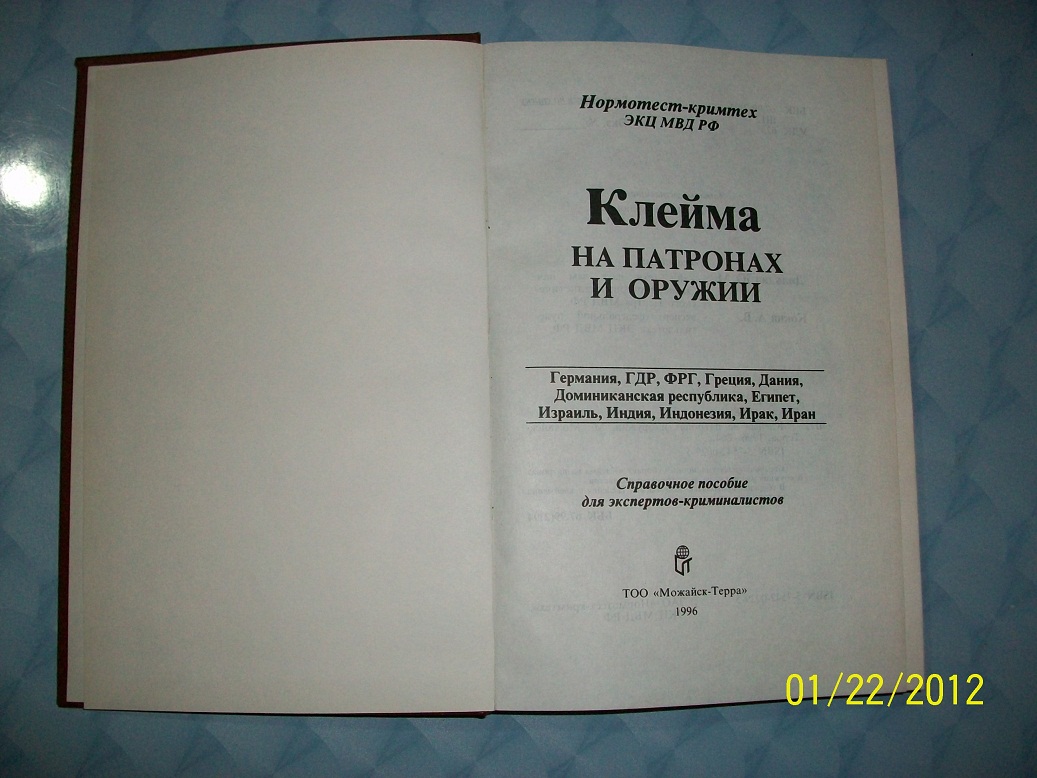 Нормотест-кримтех
ЭКЦ МВД РФ
Клейма
НА ПАТРОНАХ
И ОРУЖИИ
Германия, ГДР, ФРГ, Греция, Дания,
Доминиканская республика, Египет,
Израиль, Индия, Индонезия, Ирак, Иран
Справочное пособие
для экспертов-криминалистов
ТОО «Можайск-Терра»
1996
01/22/2012